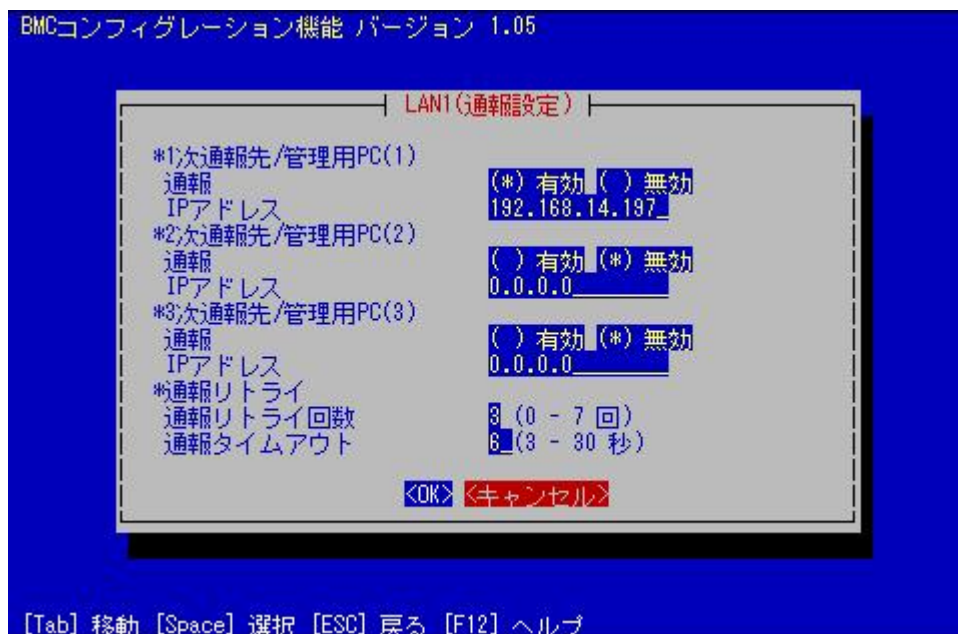 BMCコンフィグレーション機能 バージョン 1.05
LAN1(通報設定)
*1次通報先/管理用PC(1)
通報 (*) 有効 ( ) 無効
IPアドレス 192.168.14.197_
*2次通報先/管理用PC(2)
通報 ( ) 有効 (*) 無効
IPアドレス 0.0.0.0________
*3次通報先/管理用PC(3)
通報 ( ) 有効 (*) 無効
IPアドレス 0.0.0.0________
*通報リトライ
通報リトライ回数 3 (0 - 7 回)
通報タイムアウト 6_(3 - 30 秒)
<OK> <キャンセル>
[Tab] 移動 [Space] 選択 [ESC] 戻る [F12] ヘルプ